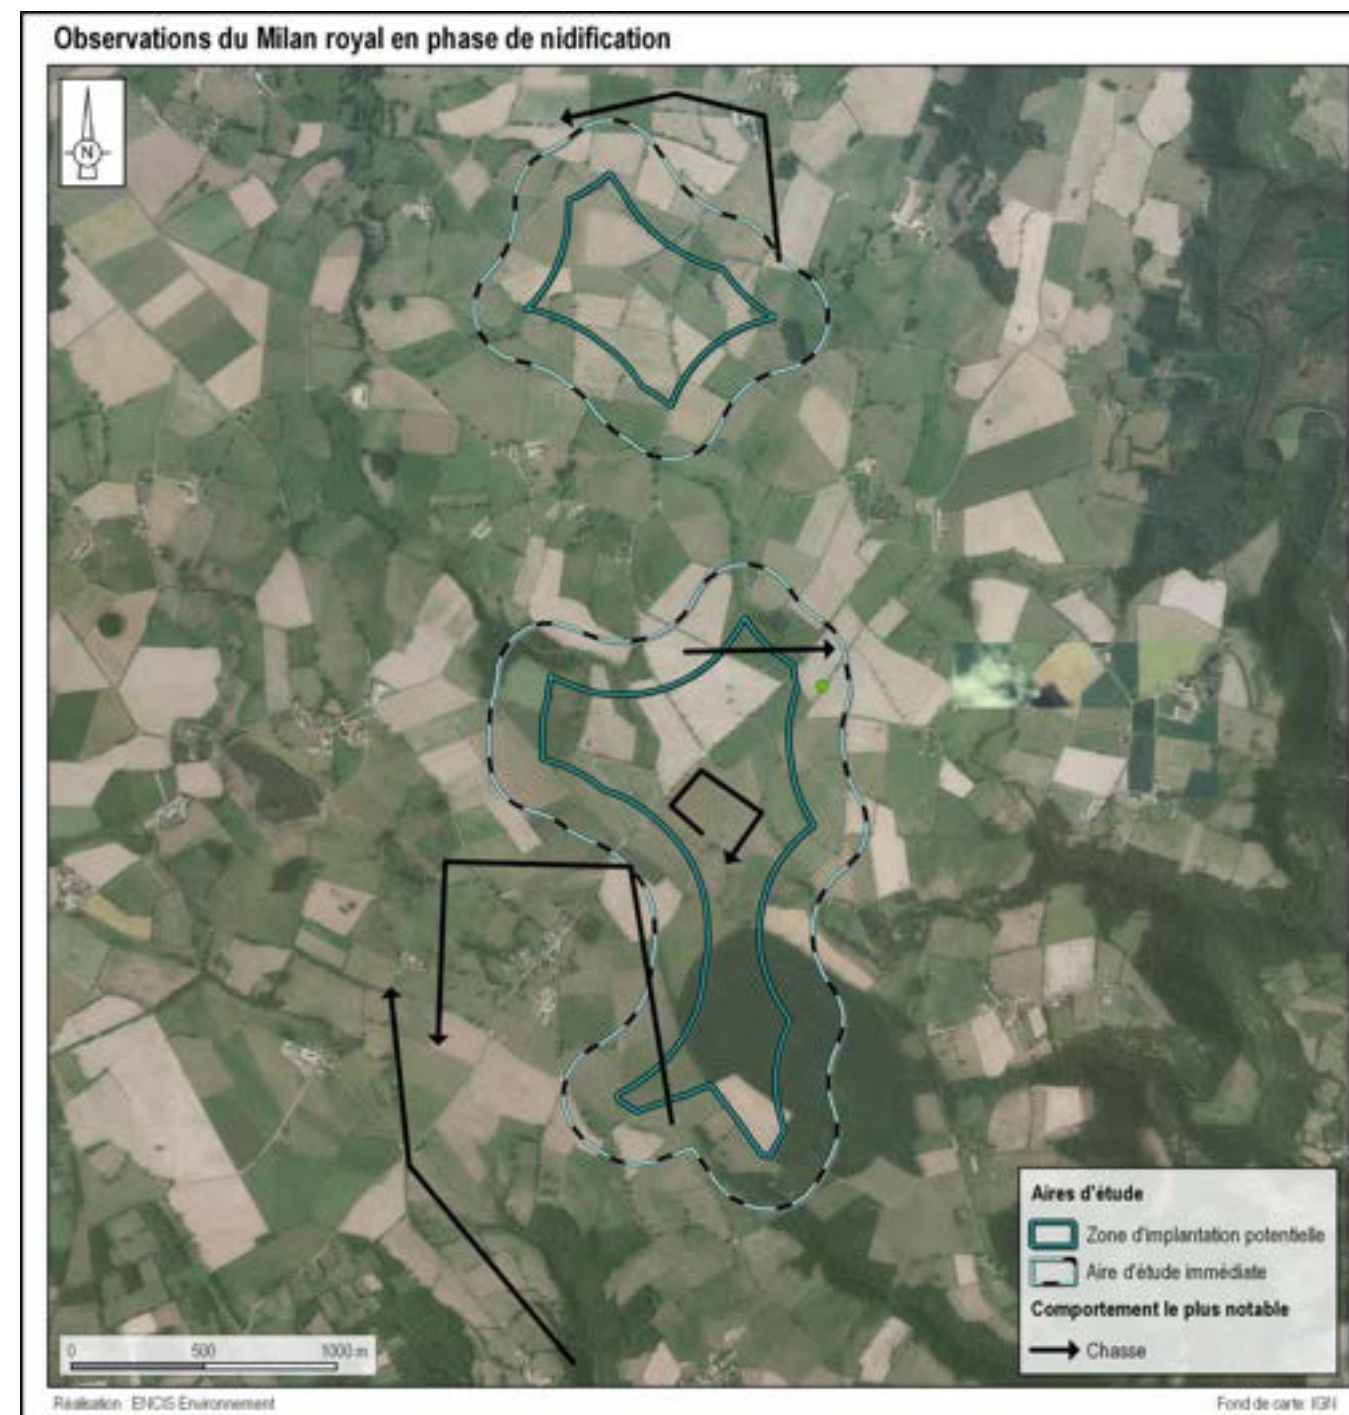 Observations du Milan royal en phase de nidification
N
Aires d'étude
Zone d'implantation potentielle
Aire d'étude immédiate
Comportement le plus notable
Chasse
0 500 1000 m
Réalisation : ENCIS Environnement
Fond de carte: IGN